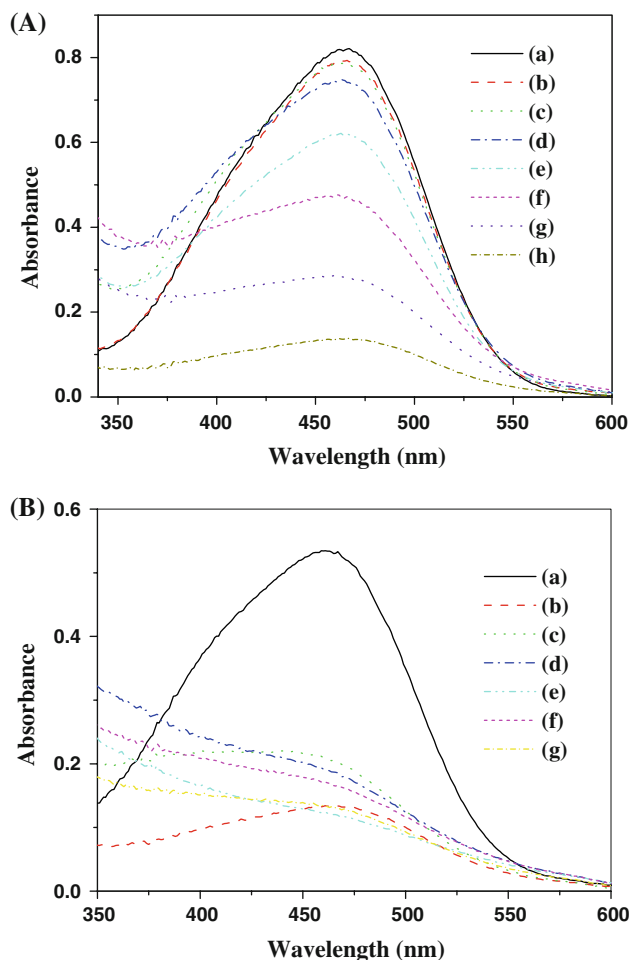 (A)
0.8
0.6
0.4
0.2
0.0
Absorbance
350 400 450 500 550 600
Wavelength (nm)
(a)
(b)
(c)
(d)
(e)
(f)
(g)
(h)
(B)
0.6
0.4
0.2
0.0
Absorbance
350 400 450 500 550 600
Wavelength (nm)
(a)
(b)
(c)
(d)
(e)
(f)
(g)